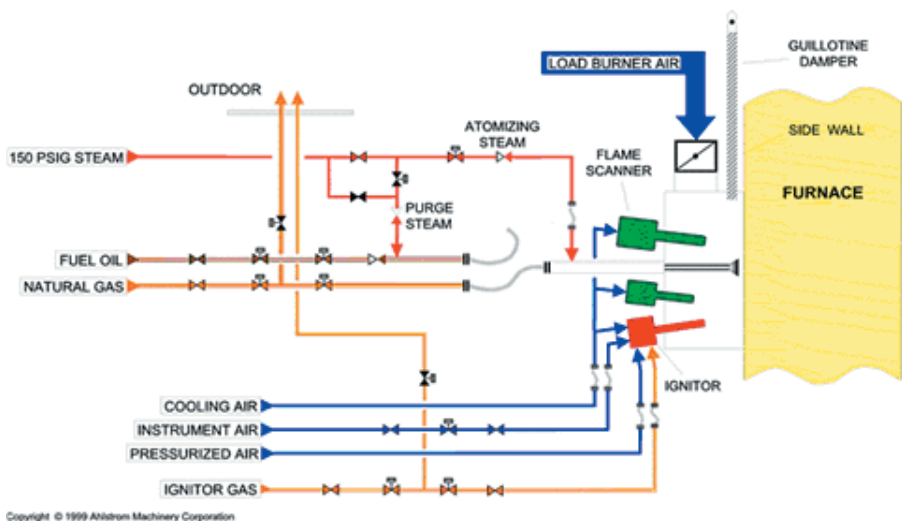 LOAD BURNER AIR
GUILLOTINE
DAMPER
OUTDOOR
ATOMIZING
STEAM
SIDE WALL
150 PSIG STEAM
FLAME
SCANNER
FURNACE
PURGE
STEAM
FUEL OIL
NATURAL GAS
IGNITOR
COOLING AIR
INSTRUMENT AIR
PRESSURIZED AIR
IGNITOR GAS
Copyright © 1999 Ahlstrom Machinery Corporation